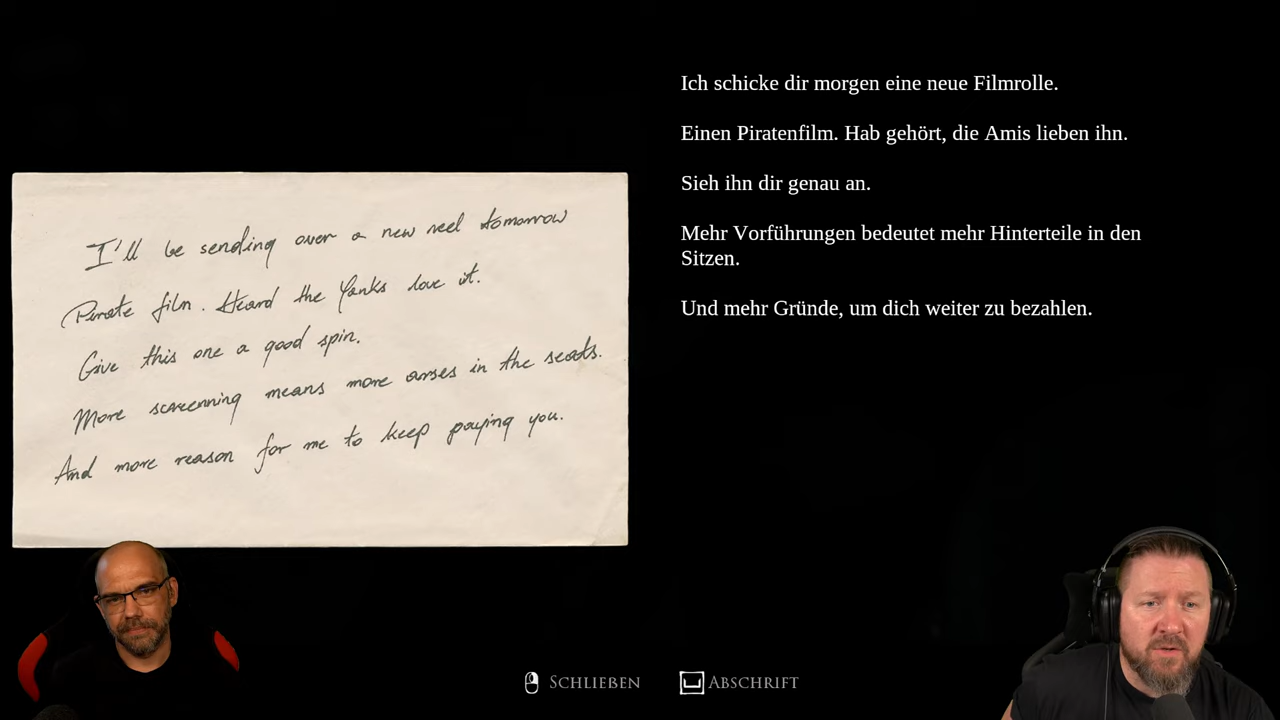 I'll be sending over a new reel tomorrow
Pirate film. Heard the Yanks love it.
Give this one a good spin.
More screenning means more arses in the seats.
And more reason for me to keep paying you.
Ich schicke dir morgen eine neue Filmrolle.
Einen Piratenfilm. Hab gehört, die Amis lieben ihn.
Sieh ihn dir genau an.
Mehr Vorführungen bedeutet mehr Hinterteile in den
Sitzen.
Und mehr Gründe, um dich weiter zu bezahlen.
SCHLIEßEN
ABSCHRIFT